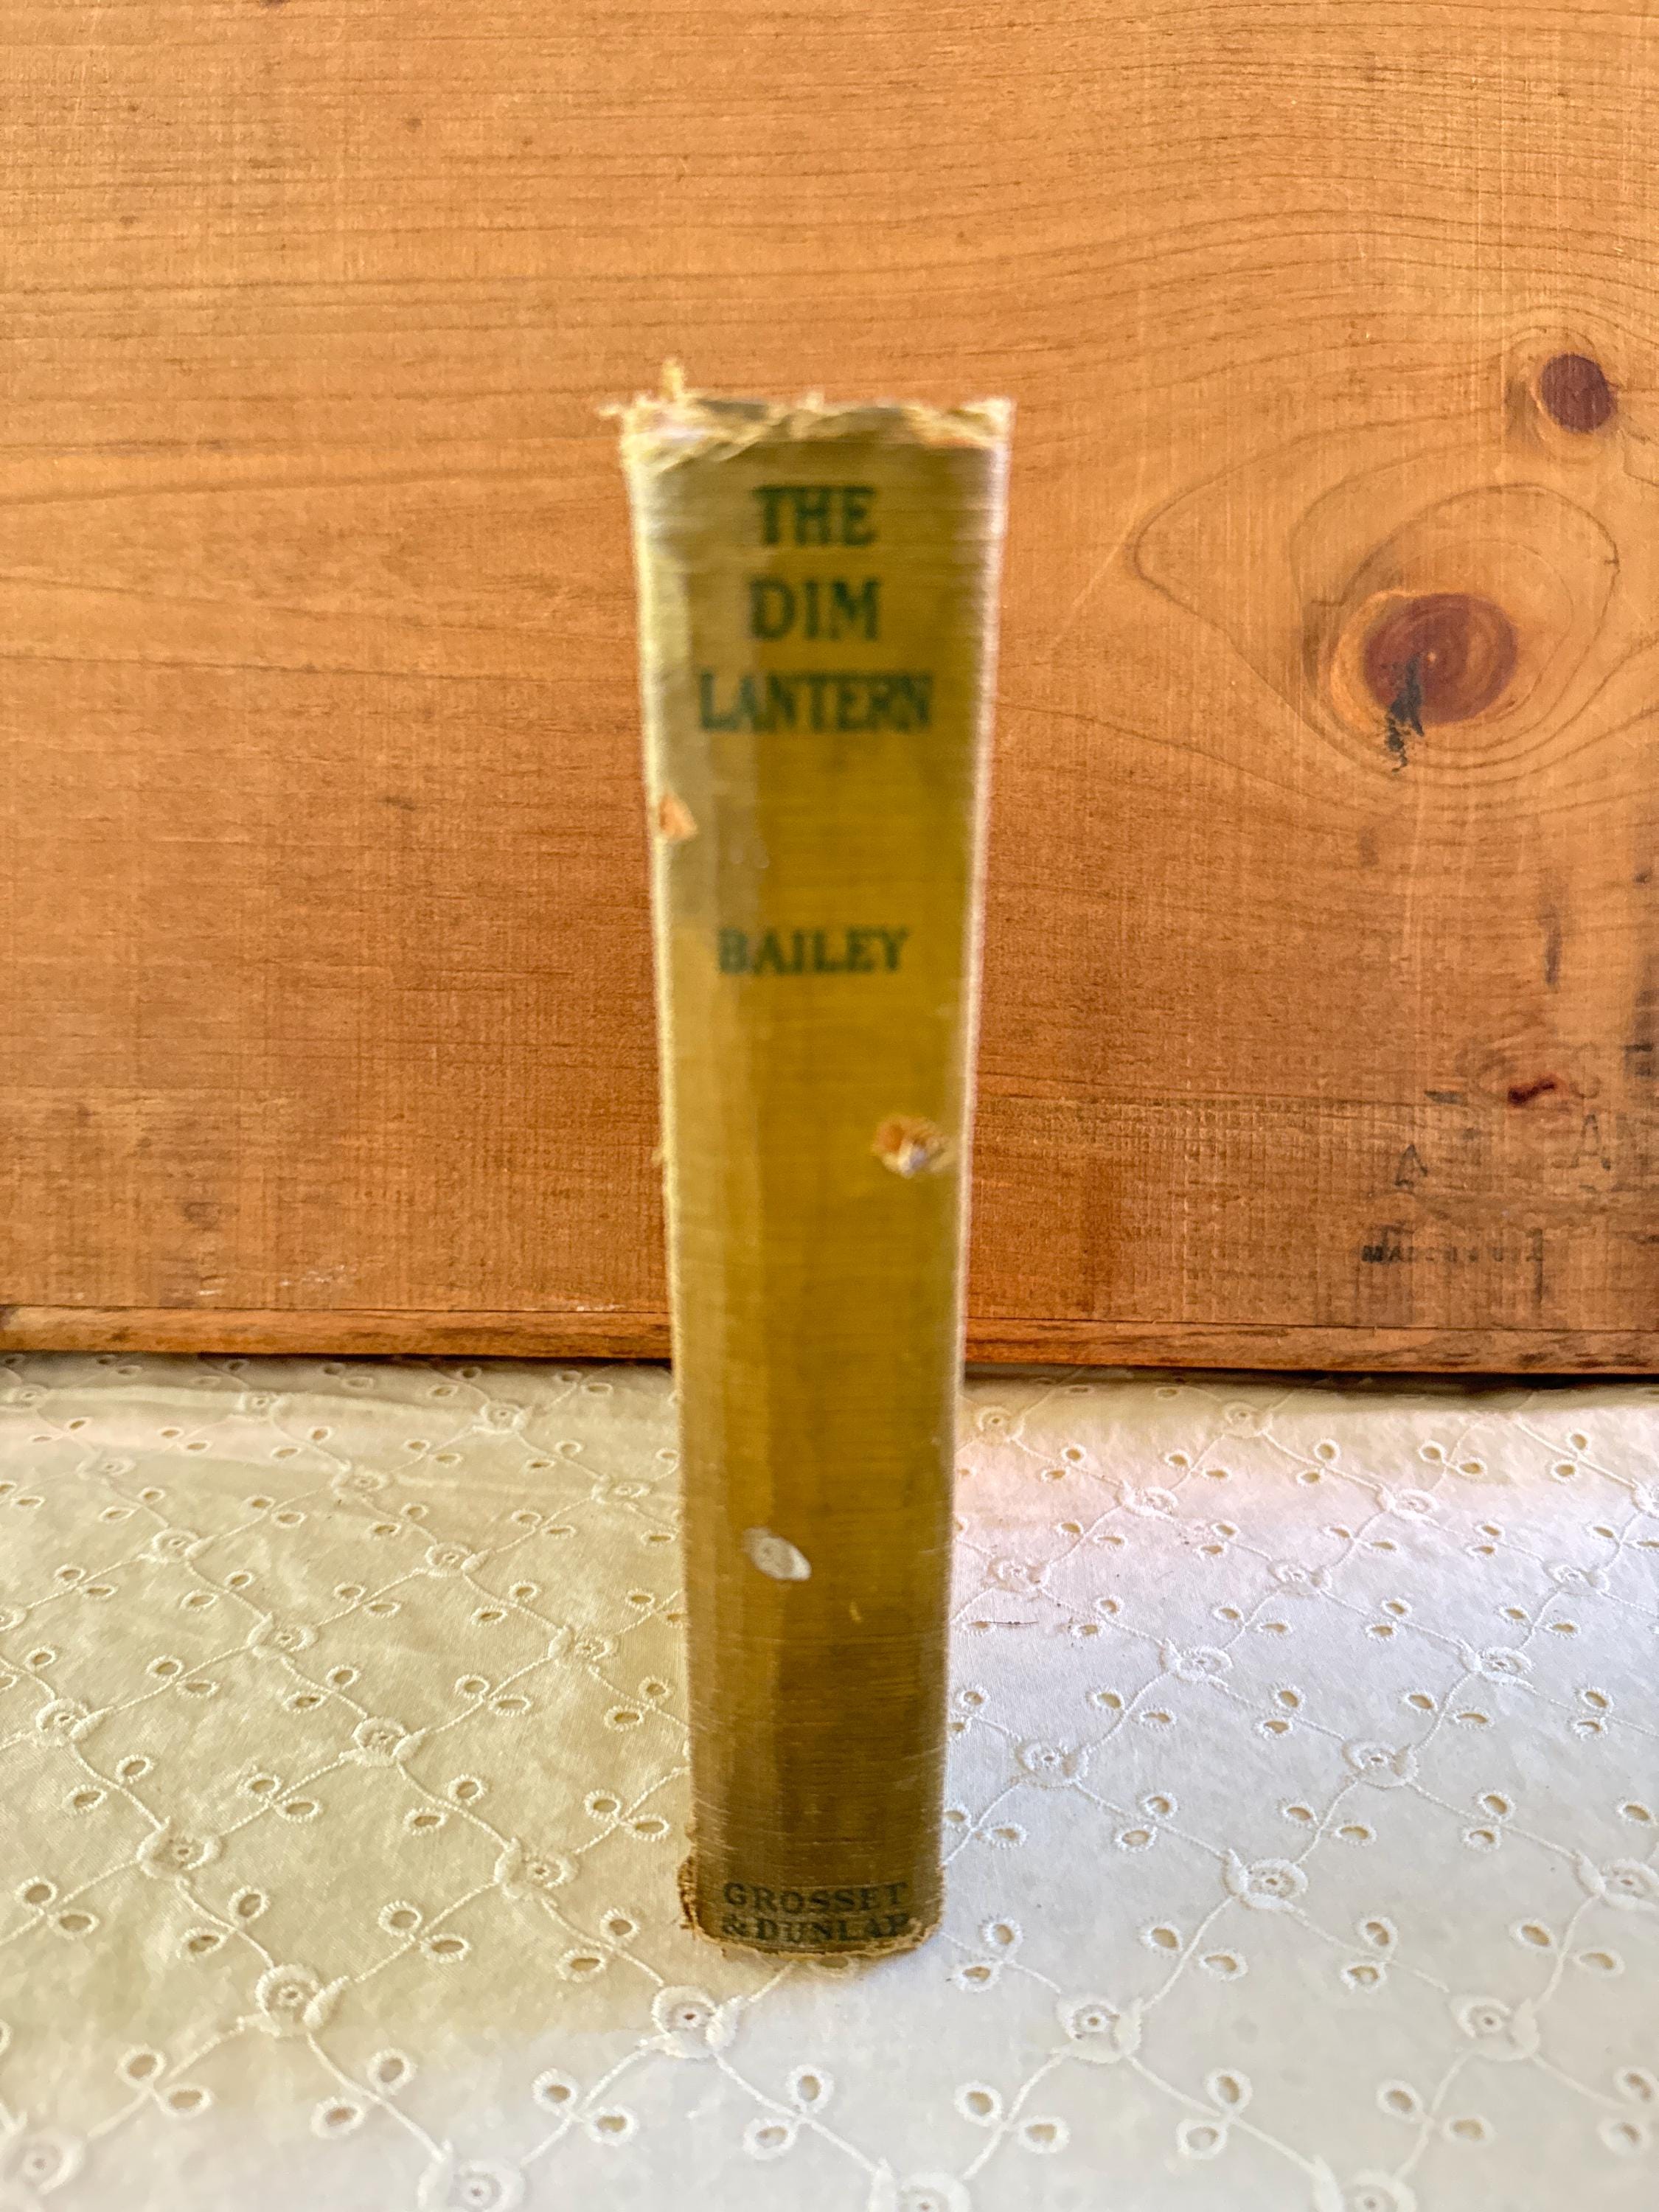 THE
DIM
LANTERN
BAILEY
GROSSET
& DUNLAP